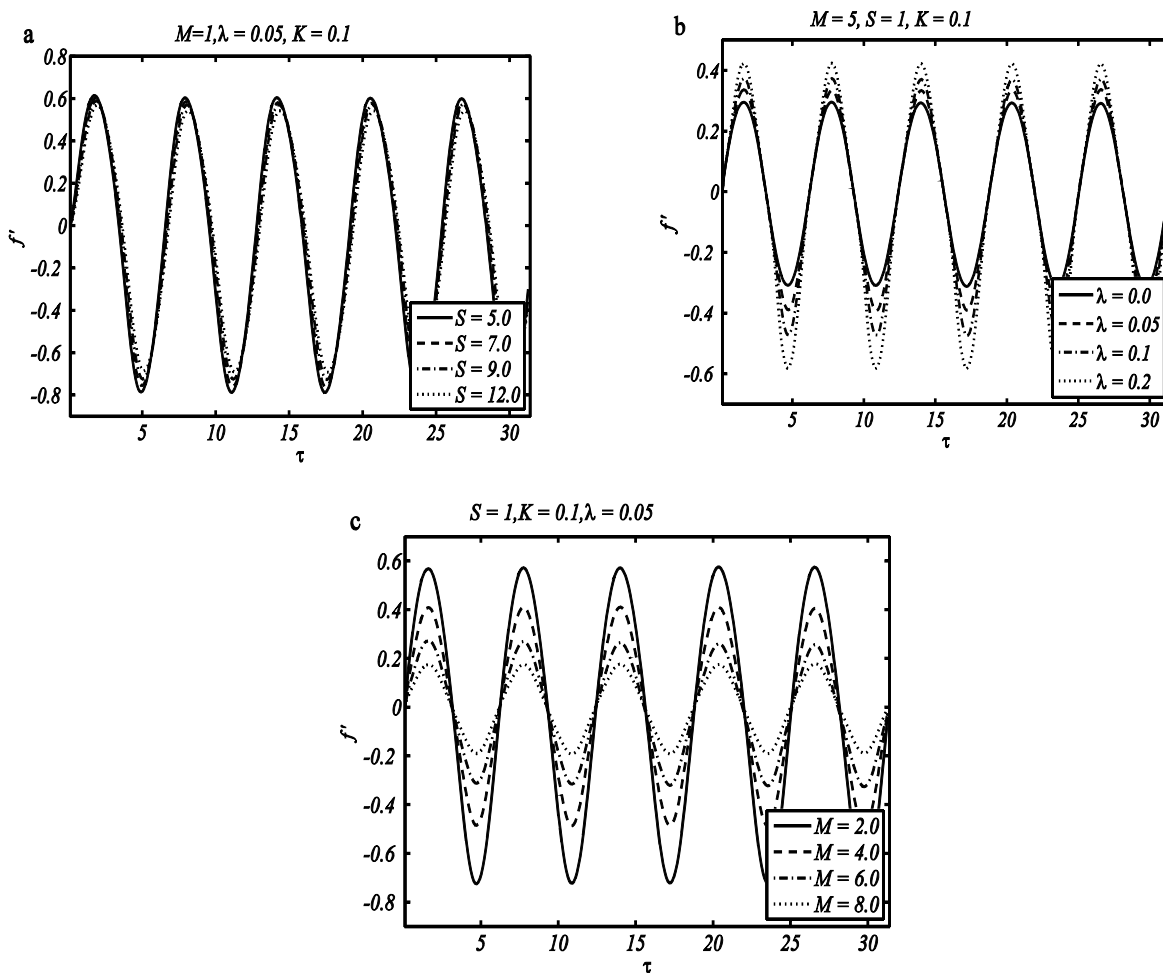 a
M=1,λ = 0.05, K = 0.1
0.8
0.6
0.4
0.2
0
-0.2
-0.4
-0.6
-0.8
f'
5
10
15
20
25
30
τ
S = 5.0
S = 7.0
S = 9.0
S = 12.0
b
M = 5, S = 1, K = 0.1
0.4
0.2
0
-0.2
-0.4
-0.6
f'
5
10
15
20
25
30
τ
λ = 0.0
λ = 0.05
λ = 0.1
λ = 0.2
c
S = 1,K = 0.1,λ = 0.05
0.6
0.4
0.2
0
-0.2
-0.4
-0.6
-0.8
f'
5
10
15
20
25
30
τ
M = 2.0
M = 4.0
M = 6.0
M = 8.0